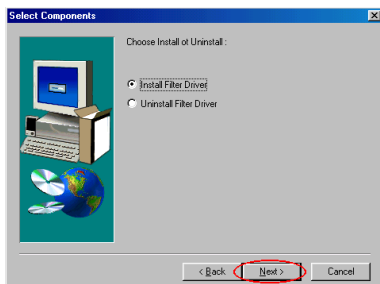 Select Components
Choose Install ot Uninstall :
Install Filter Driver
Uninstall Filter Driver
< Back
Next >
Cancel